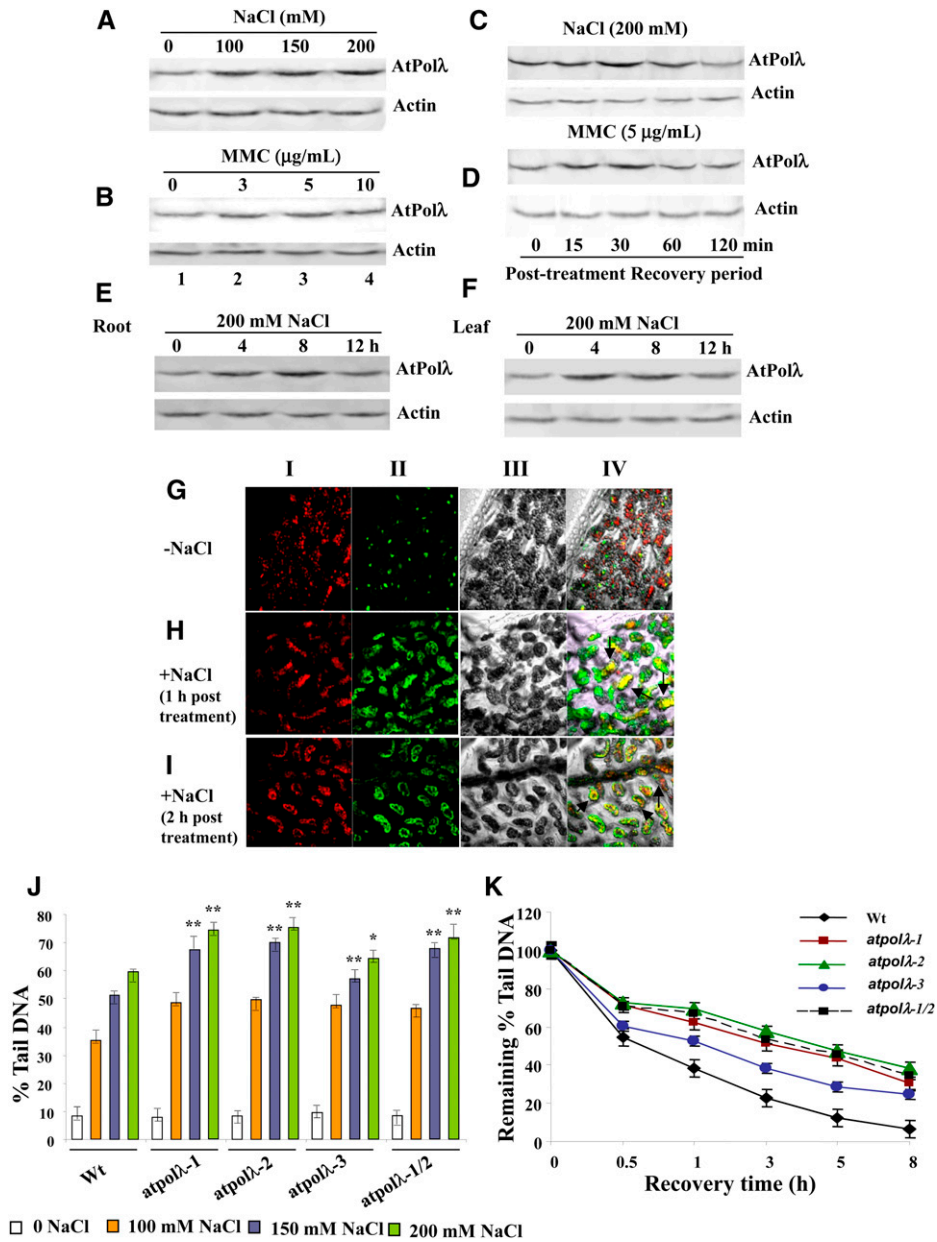 A
NaCl (mM)
0 100 150 200
AtPolλ
Actin
B
MMC (μg/mL)
0 3 5 10
AtPolλ
Actin
1 2 3 4
C
NaCl (200 mM)
AtPolλ
Actin
D
MMC (5 μg/mL)
AtPolλ
Actin
0 15 30 60 120 min
Post-treatment Recovery period
E
Root
200 mM NaCl
0 4 8 12 h
AtPolλ
Actin
F
Leaf
200 mM NaCl
0 4 8 12 h
AtPolλ
Actin
I II III IV
G
-NaCl
H
+NaCl
(1 h post
treatment)
I
+NaCl
(2 h post
treatment)
J
% Tail DNA
80
70
60
50
40
30
20
10
0
** ** ** ** ** * ** **
Wt atpolλ-1 atpolλ-2 atpolλ-3 atpolλ-1/2
0 NaCl 100 mM NaCl 150 mM NaCl 200 mM NaCl
K
Remaining % Tail DNA
120
100
80
60
40
20
0
0 0.5 1 3 5 8
Recovery time (h)
Wt
atpolλ-1
atpolλ-2
atpolλ-3
atpolλ-1/2